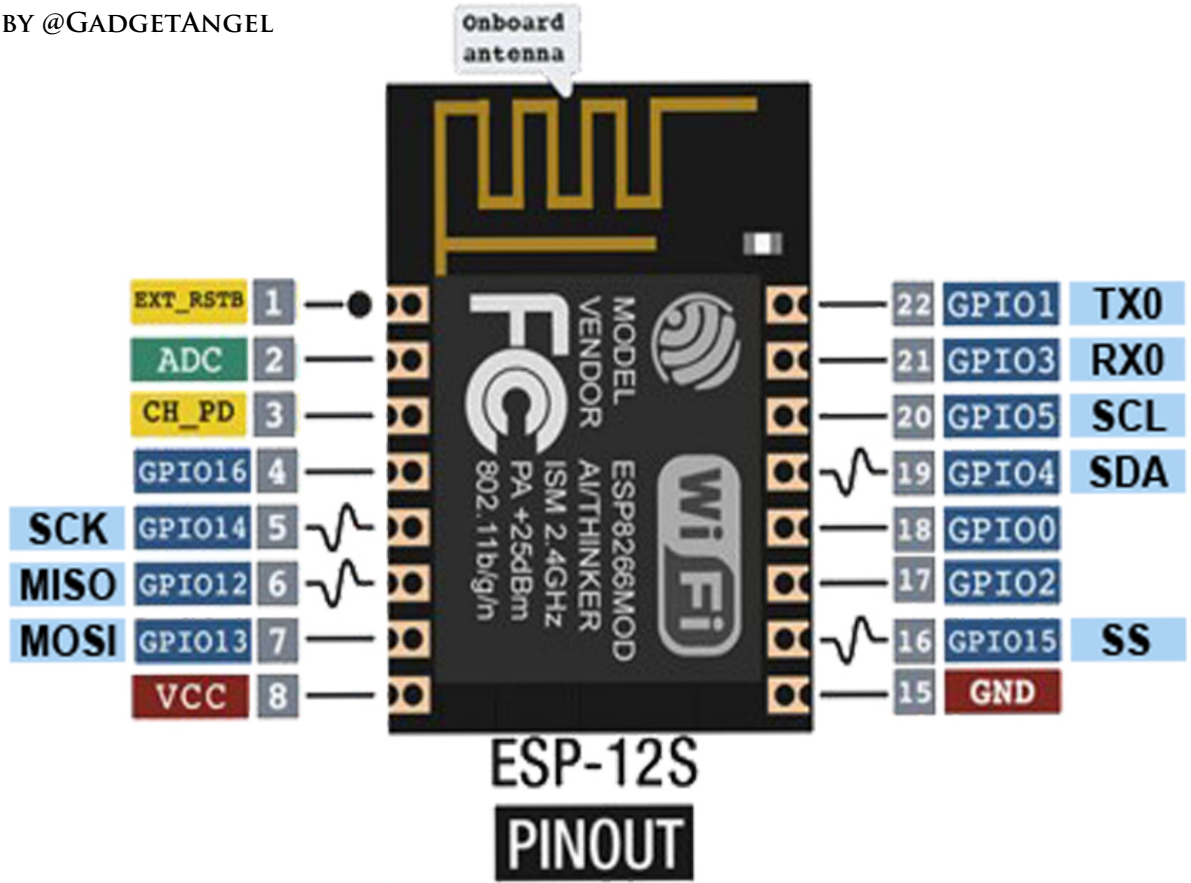 BY @GADGETANGEL
Onboard
antenna
EXT_RSTB 1
ADC 2
CH_PD 3
GPIO16 4
SCK GPIO14 5
MISO GPIO12 6
MOSI GPIO13 7
VCC 8
22 GPIO1 TX0
21 GPIO3 RX0
20 GPIO5 SCL
19 GPIO4 SDA
18 GPIO0
17 GPIO2
16 GPIO15 SS
15 GND
FC
MODEL ESP8266MOD
VENDOR AI/THINKER
ISM 2.4GHz
PA +25dBm
802.11b/g/n
WiFi
ESP-12S
PINOUT